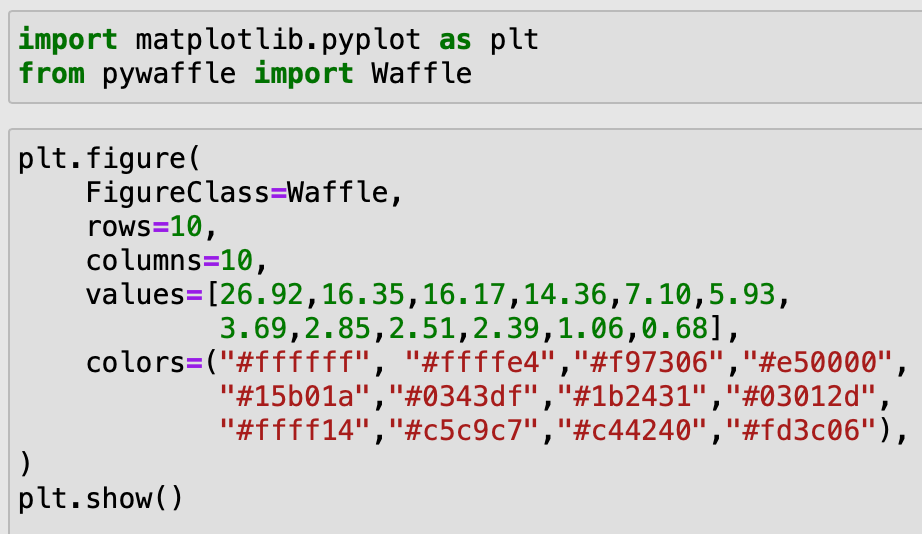 import matplotlib.pyplot as plt
from pywaffle import Waffle
plt.figure(
    FigureClass=Waffle,
    rows=10,
    columns=10,
    values=[26.92,16.35,16.17,14.36,7.10,5.93,
            3.69,2.85,2.51,2.39,1.06,0.68],
    colors=("#ffffff", "#ffffe4","#f97306","#e50000",
            "#15b01a","#0343df","#1b2431","#03012d",
            "#ffff14","#c5c9c7","#c44240","#fd3c06"),
)
plt.show()